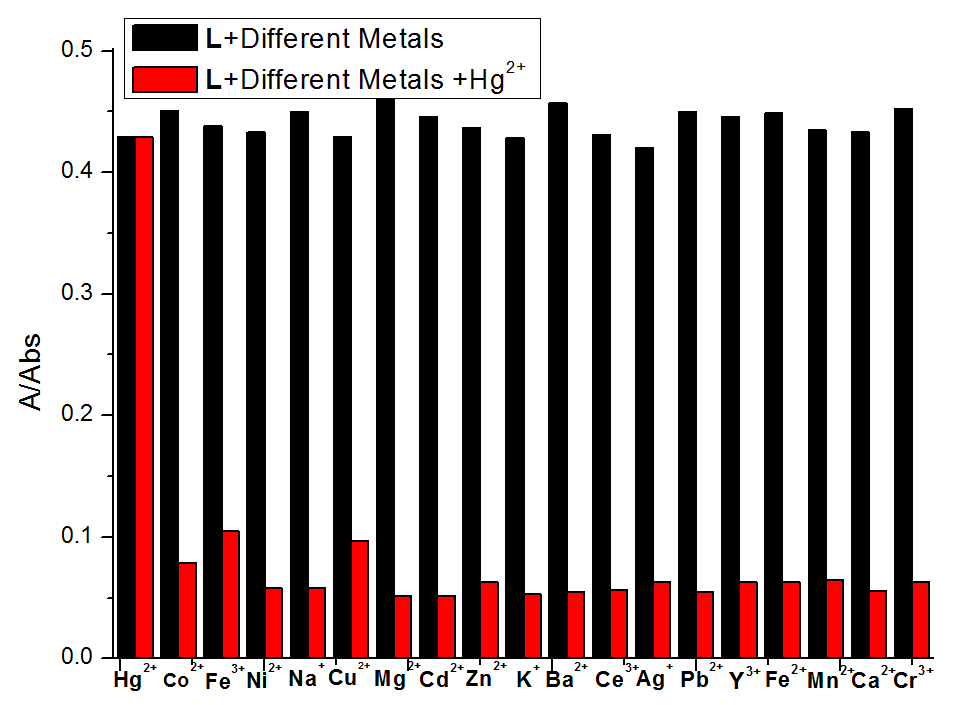 L+Different Metals
L+Different Metals +Hg²⁺
0.5
0.4
0.3
0.2
0.1
0.0
A/Abs
Hg²⁺ Co²⁺ Fe³⁺ Ni²⁺ Na⁺ Cu²⁺ Mg²⁺ Cd²⁺ Zn²⁺ K⁺ Ba²⁺ Ce³⁺ Ag⁺ Pb²⁺ Y³⁺ Fe²⁺ Mn²⁺ Ca²⁺ Cr³⁺